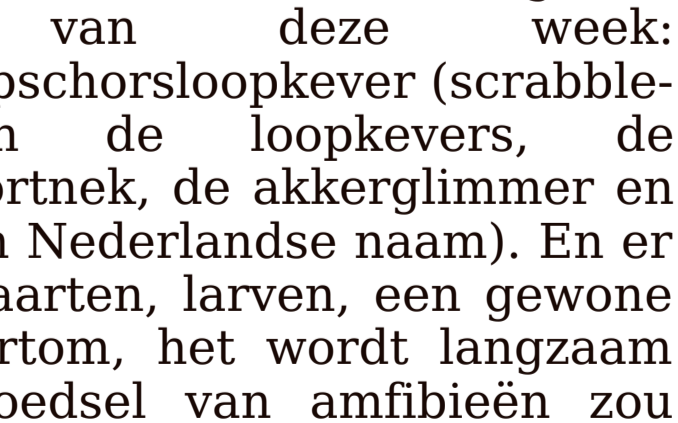 van deze week:
pschorsloopkever (scrabble-
n de loopkevers, de
ortnek, de akkerglimmer en
n Nederlandse naam). En er
aarten, larven, een gewone
rtom, het wordt langzaam
oedsel van amfibieën zou